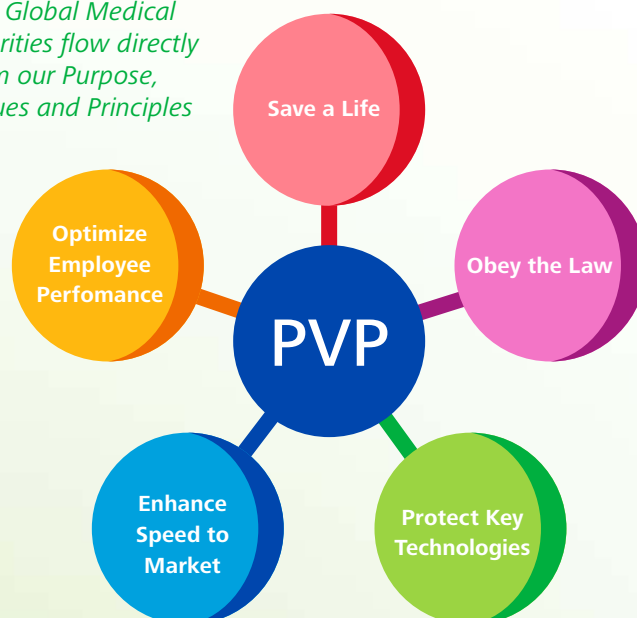 Global Medical
rities flow directly
m our Purpose,
ues and Principles
Save a Life
Optimize
Employee
Perfomance
Obey the Law
PVP
Enhance
Speed to
Market
Protect Key
Technologies